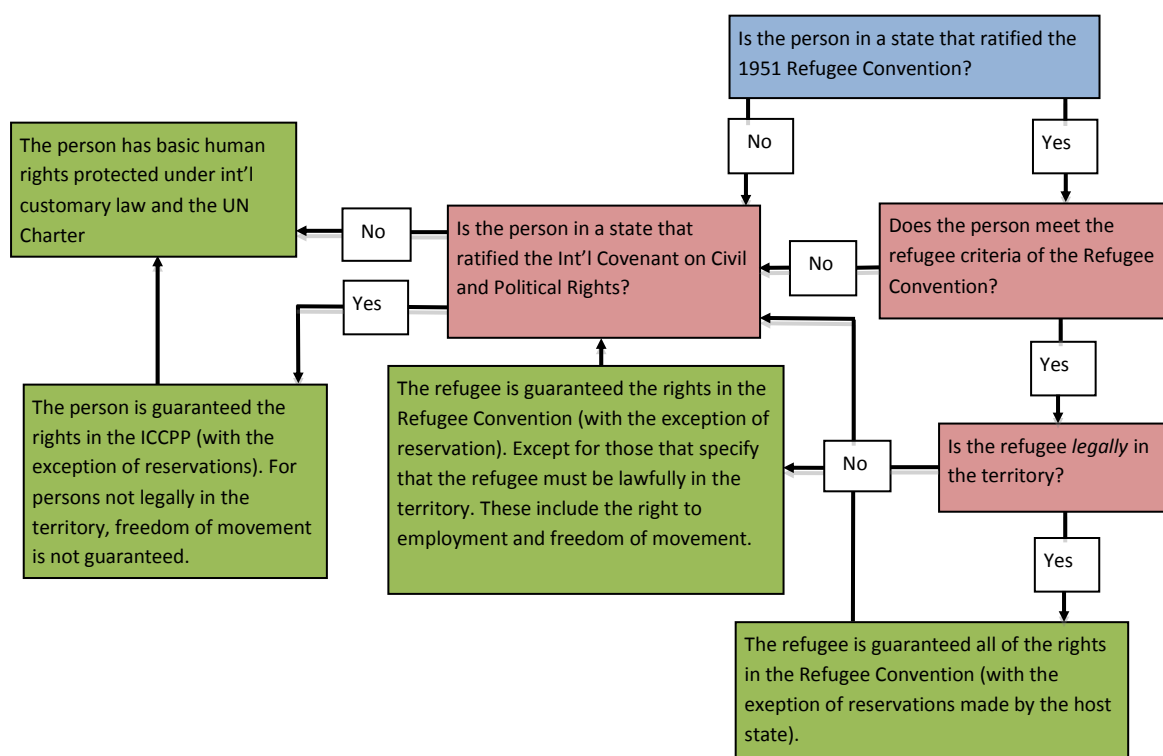 Is the person in a state that ratified the
1951 Refugee Convention?
No
Yes
The person has basic human
rights protected under int’l
customary law and the UN
Charter
No
Is the person in a state that
ratified the Int’l Covenant on Civil
and Political Rights?
No
Does the person meet the
refugee criteria of the Refugee
Convention?
Yes
Yes
The person is guaranteed the
rights in the ICCPP (with the
exception of reservations). For
persons not legally in the
territory, freedom of movement
is not guaranteed.
The refugee is guaranteed the rights in the
Refugee Convention (with the exception of
reservation). Except for those that specify
that the refugee must be lawfully in the
territory. These include the right to
employment and freedom of movement.
No
Is the refugee legally in
the territory?
Yes
The refugee is guaranteed all of the rights
in the Refugee Convention (with the
exeption of reservations made by the host
state).